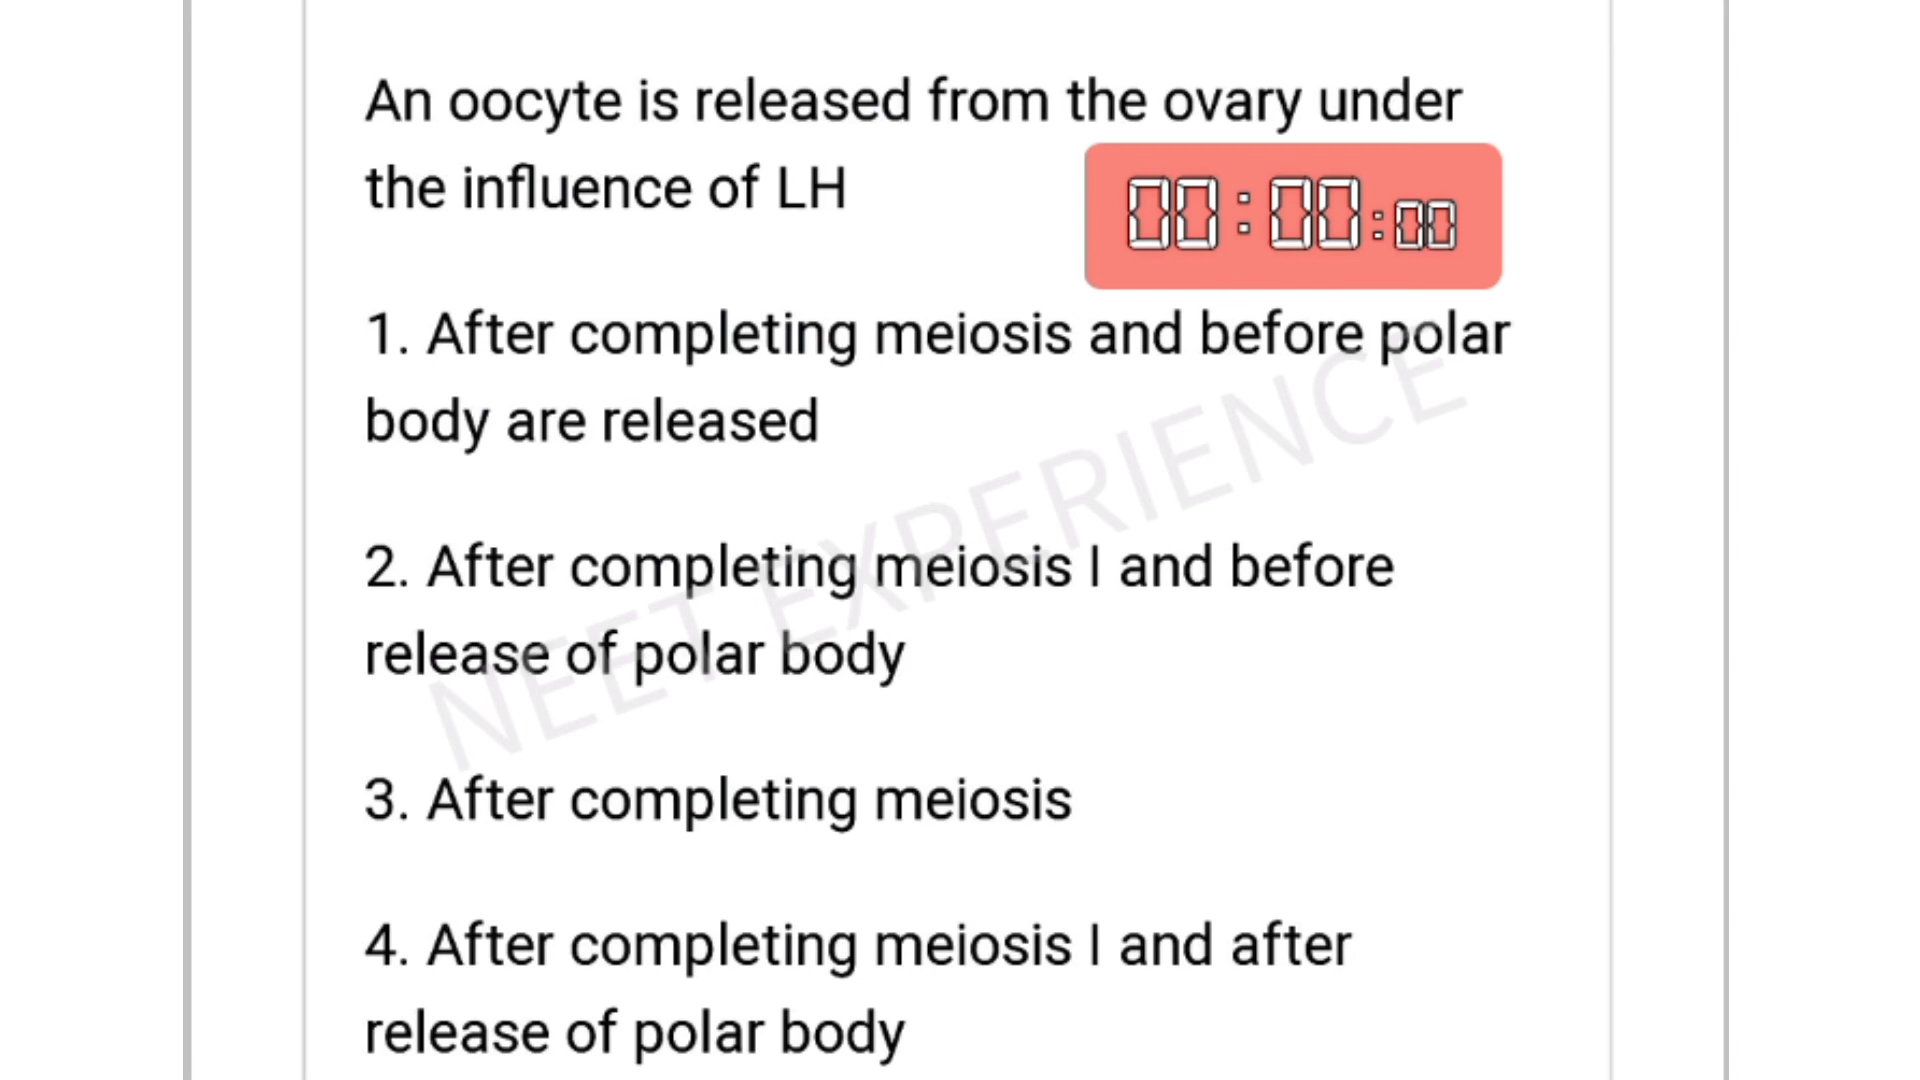 An oocyte is released from the ovary under
the influence of LH
00:00:00
1. After completing meiosis and before polar
body are released
2. After completing meiosis I and before
release of polar body
3. After completing meiosis
4. After completing meiosis I and after
release of polar body
NEET EXPERIENCE